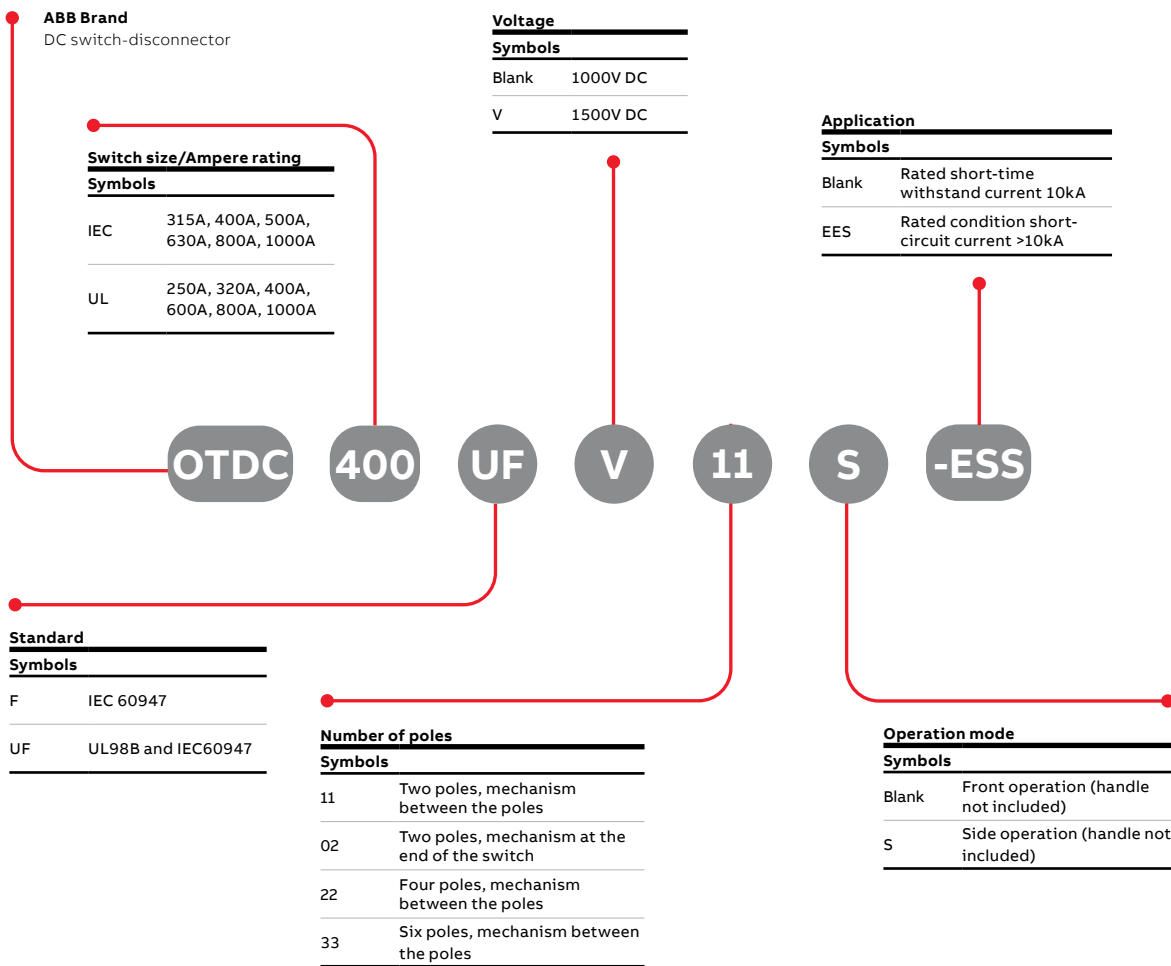 ABB Brand
DC switch-disconnector
Voltage
Symbols
Blank 1000V DC
V 1500V DC
Application
Symbols
Blank Rated short-time
withstand current 10kA
EES Rated condition short-
circuit current >10kA
Switch size/Ampere rating
Symbols
IEC 315A, 400A, 500A,
630A, 800A, 1000A
UL 250A, 320A, 400A,
600A, 800A, 1000A
OTDC 400 UF V 11 S -ESS
Standard
Symbols
F IEC 60947
UF UL98B and IEC60947
Number of poles
Symbols
11 Two poles, mechanism
between the poles
02 Two poles, mechanism at the
end of the switch
22 Four poles, mechanism
between the poles
33 Six poles, mechanism between
the poles
Operation mode
Symbols
Blank Front operation (handle
not included)
S Side operation (handle not
included)